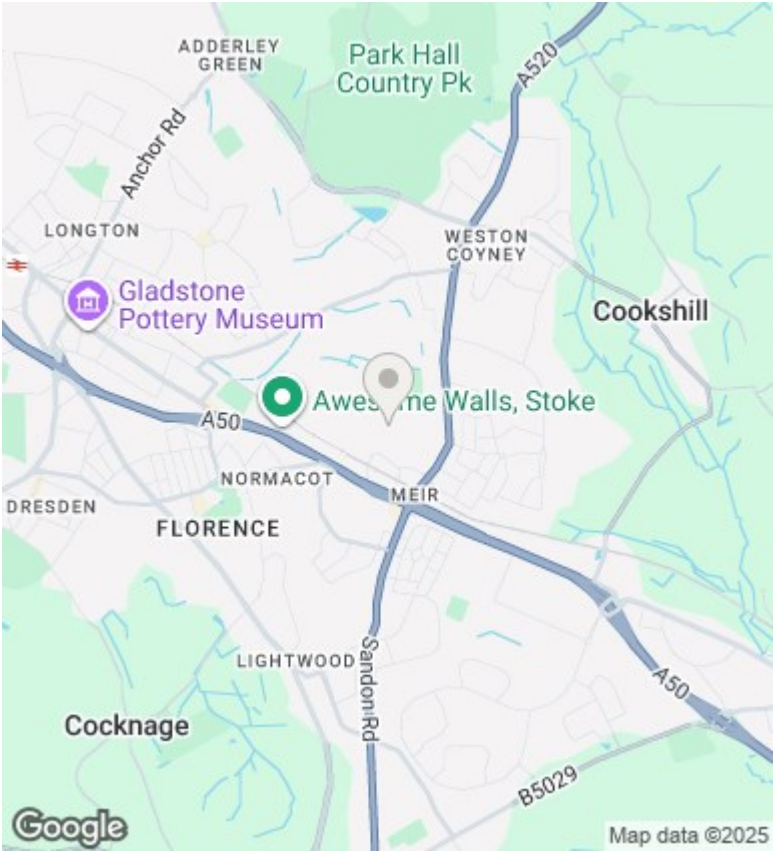 ADDERLEY
GREEN
Park Hall
Country Pk
A520
Anchor Rd
LONGTON
WESTON
COYNEY
Gladstone
Pottery Museum
Cookshill
Awesome Walls, Stoke
A50
NORMACOT
MEIR
DRESDEN
FLORENCE
LIGHTWOOD
Sandon Rd
A50
Cocknage
B5029
Google
Map data ©2025